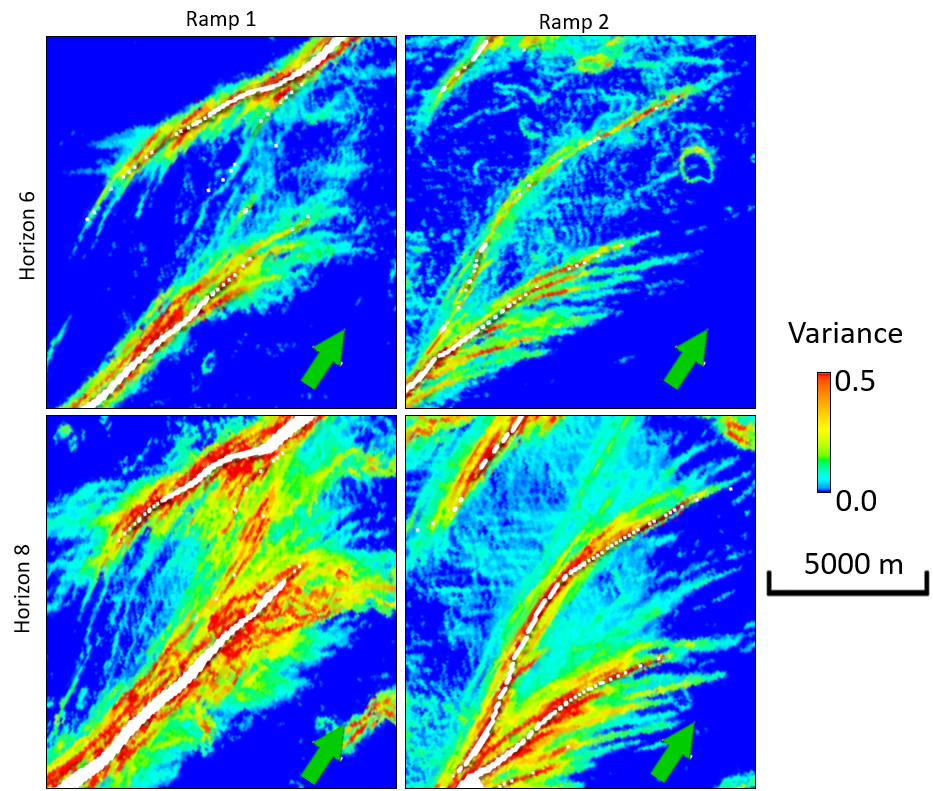 Ramp 1
Ramp 2
Horizon 6
Variance
0.5
0.0
5000 m
Horizon 8